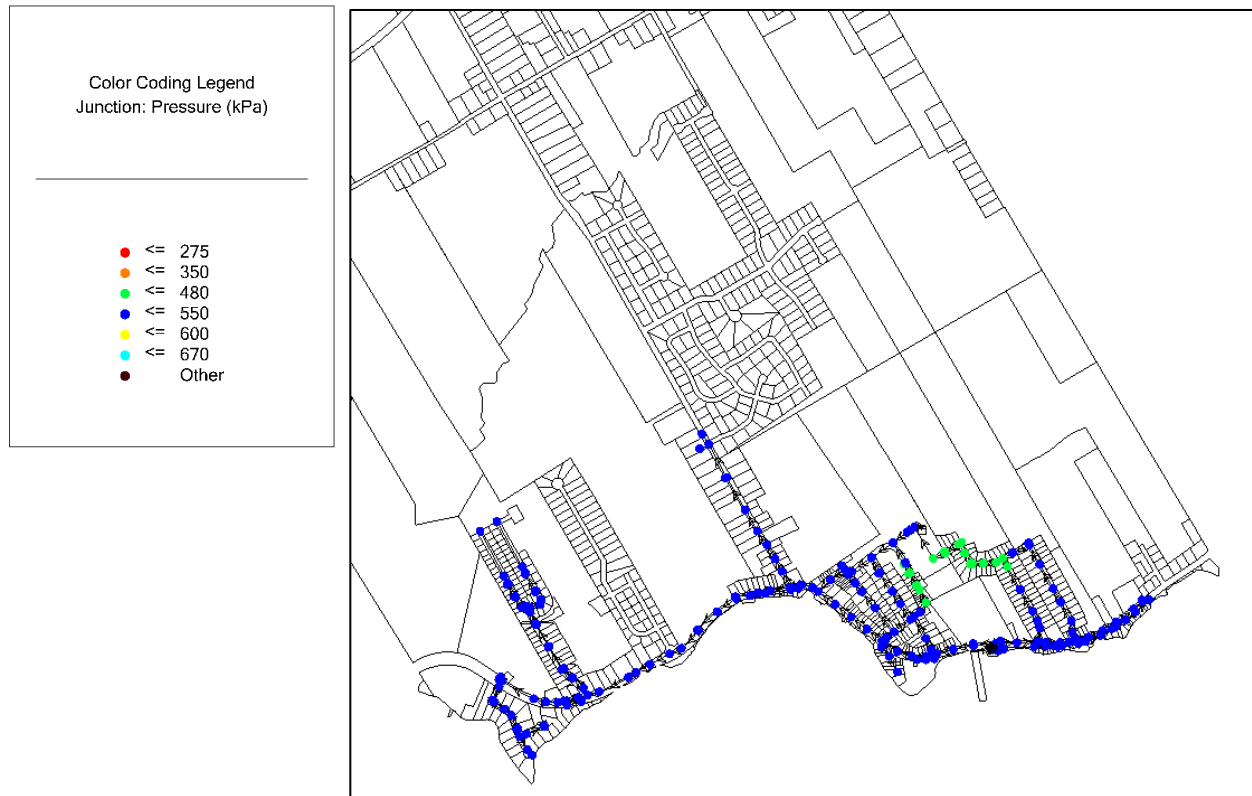 Color Coding Legend
Junction: Pressure (kPa)
<= 275
<= 350
<= 480
<= 550
<= 600
<= 670
Other